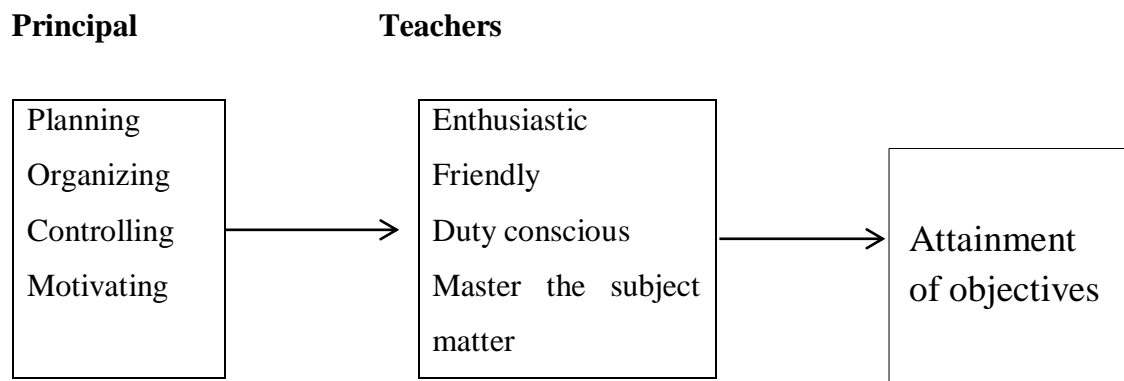 Principal
Teachers
Planning
Organizing
Controlling
Motivating
Enthusiastic
Friendly
Duty conscious
Master the subject
matter
Attainment
of objectives